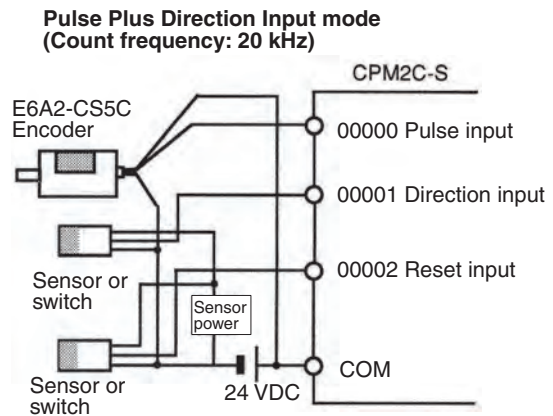 Pulse Plus Direction Input mode
(Count frequency: 20 kHz)
CPM2C-S
E6A2-CS5C
Encoder
00000 Pulse input
00001 Direction input
00002 Reset input
Sensor or
switch
Sensor
power
COM
24 VDC
Sensor or
switch